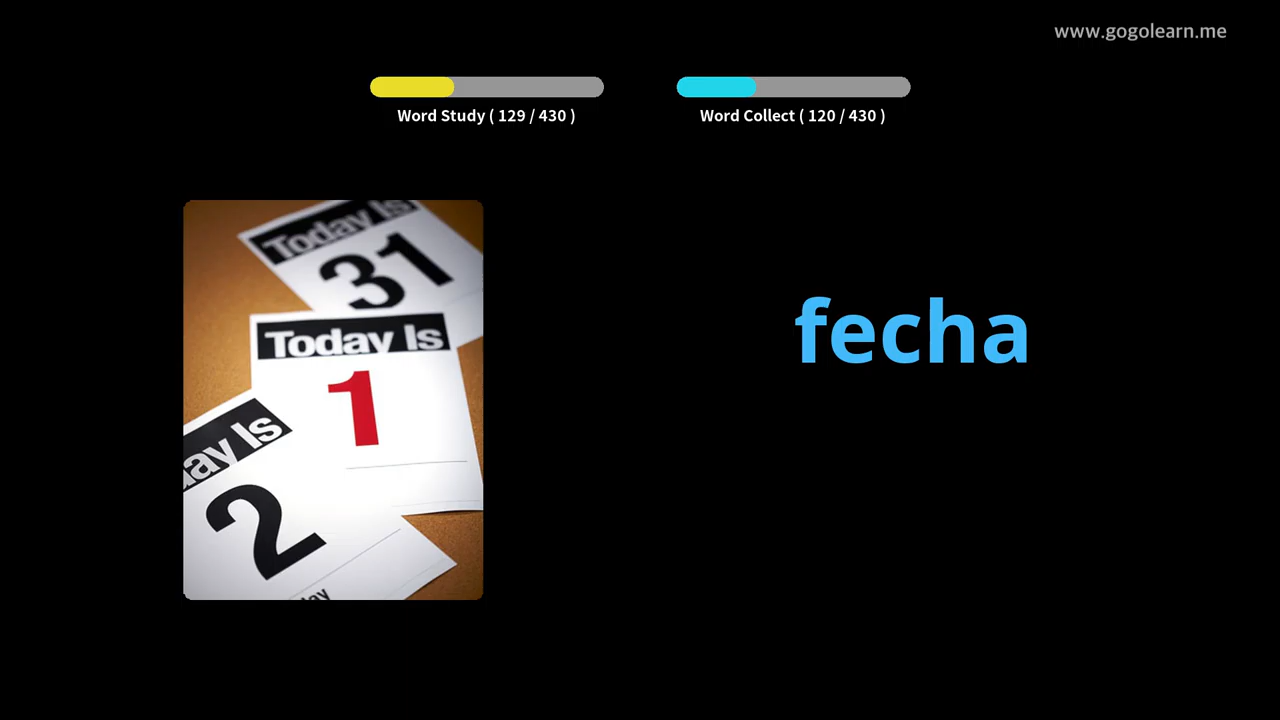 www.gogolearn.me
Word Study ( 129 / 430 )
Word Collect ( 120 / 430 )
Today Is
31
Today Is
1
fecha
ay Is
2